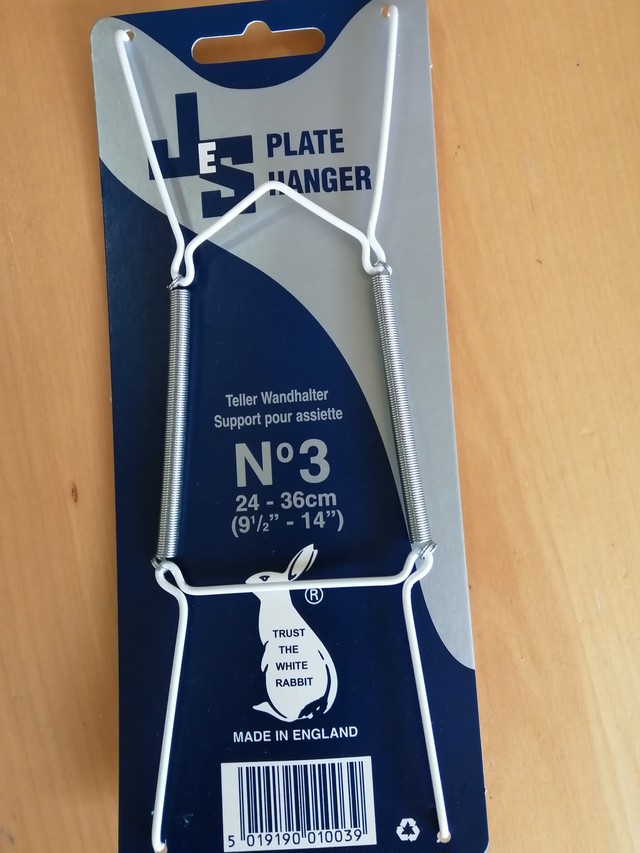 JES
PLATE
HANGER
Teller Wandhalter
Support pour assiette
Nº3
24 - 36cm
(9½” - 14”)
®
TRUST
THE
WHITE
RABBIT
MADE IN ENGLAND
5 019190 010039